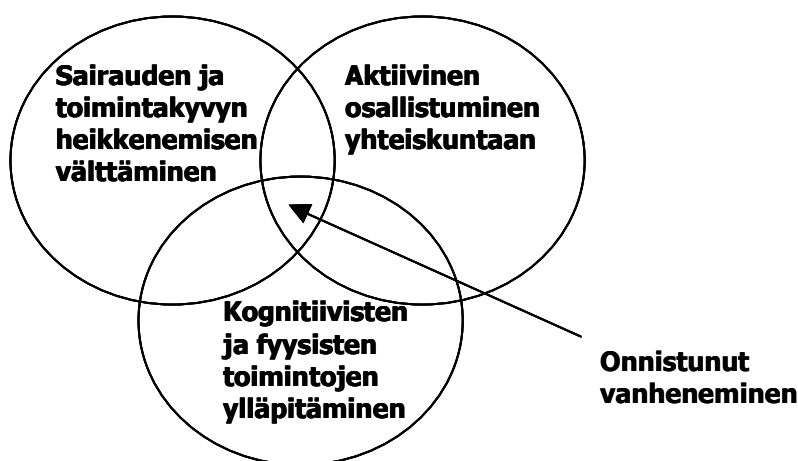 Sairauden ja
toimintakyvyn
heikkenemisen
välttäminen
Aktiivinen
osallistuminen
yhteiskuntaan
Kognitiivisten
ja fyysisten
toimintojen
ylläpitäminen
Onnistunut
vanheneminen